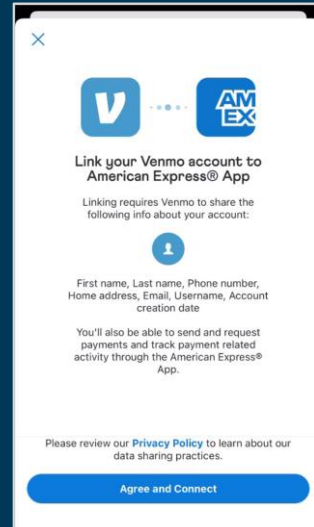 V
AM
EX
Link your Venmo account to
American Express® App
Linking requires Venmo to share the
following info about your account:
First name, Last name, Phone number,
Home address, Email, Username, Account
creation date
You'll also be able to send and request
payments and track payment related
activity through the American Express®
App.
Please review our Privacy Policy to learn about our
data sharing practices.
Agree and Connect